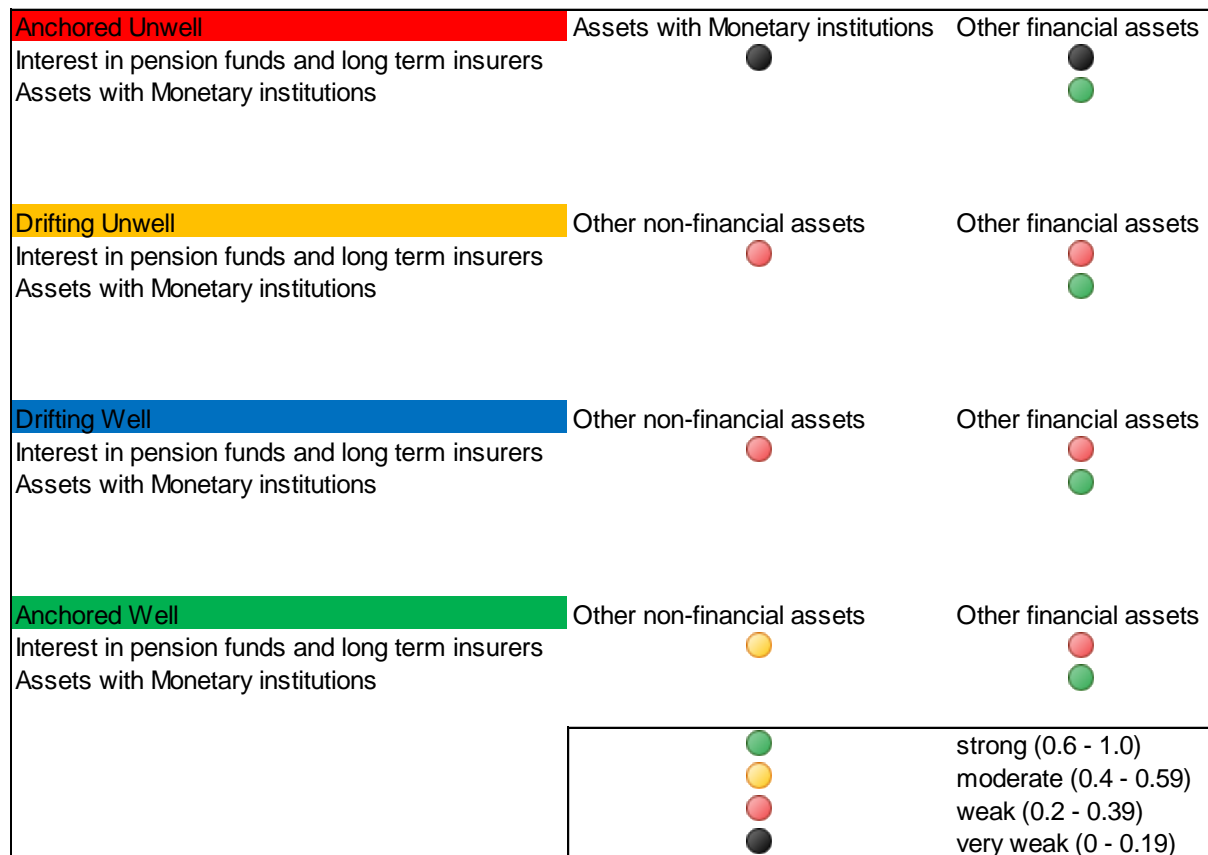 Anchored Unwell Assets with Monetary institutions Other financial assets
Interest in pension funds and long term insurers
Assets with Monetary institutions
Drifting Unwell Other non-financial assets Other financial assets
Interest in pension funds and long term insurers
Assets with Monetary institutions
Drifting Well Other non-financial assets Other financial assets
Interest in pension funds and long term insurers
Assets with Monetary institutions
Anchored Well Other non-financial assets Other financial assets
Interest in pension funds and long term insurers
Assets with Monetary institutions
strong (0.6 - 1.0)
moderate (0.4 - 0.59)
weak (0.2 - 0.39)
very weak (0 - 0.19)